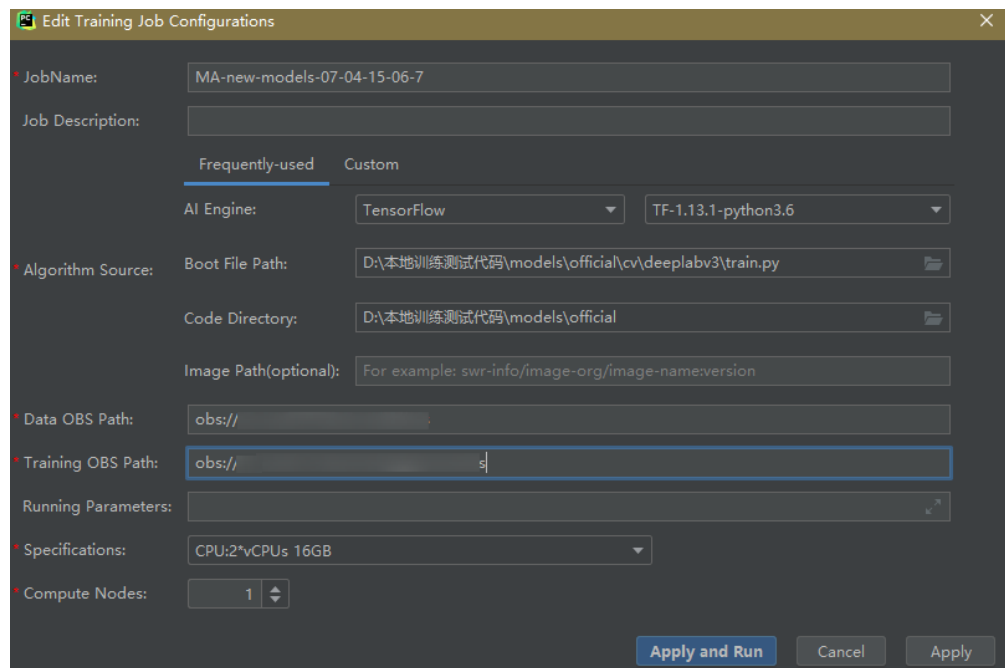 Edit Training Job Configurations
* JobName: MA-new-models-07-04-15-06-7
Job Description:
Frequently-used Custom
AI Engine: TensorFlow TF-1.13.1-python3.6
* Algorithm Source:
Boot File Path: D:\本地训练测试代码\models\official\cv\deeplabv3\train.py
Code Directory: D:\本地训练测试代码\models\official
Image Path(optional): For example: swr-info/image-org/image-name:version
* Data OBS Path: obs://
* Training OBS Path: obs:// s
Running Parameters:
* Specifications: CPU:2*vCPUs 16GB
* Compute Nodes: 1
Apply and Run Cancel Apply